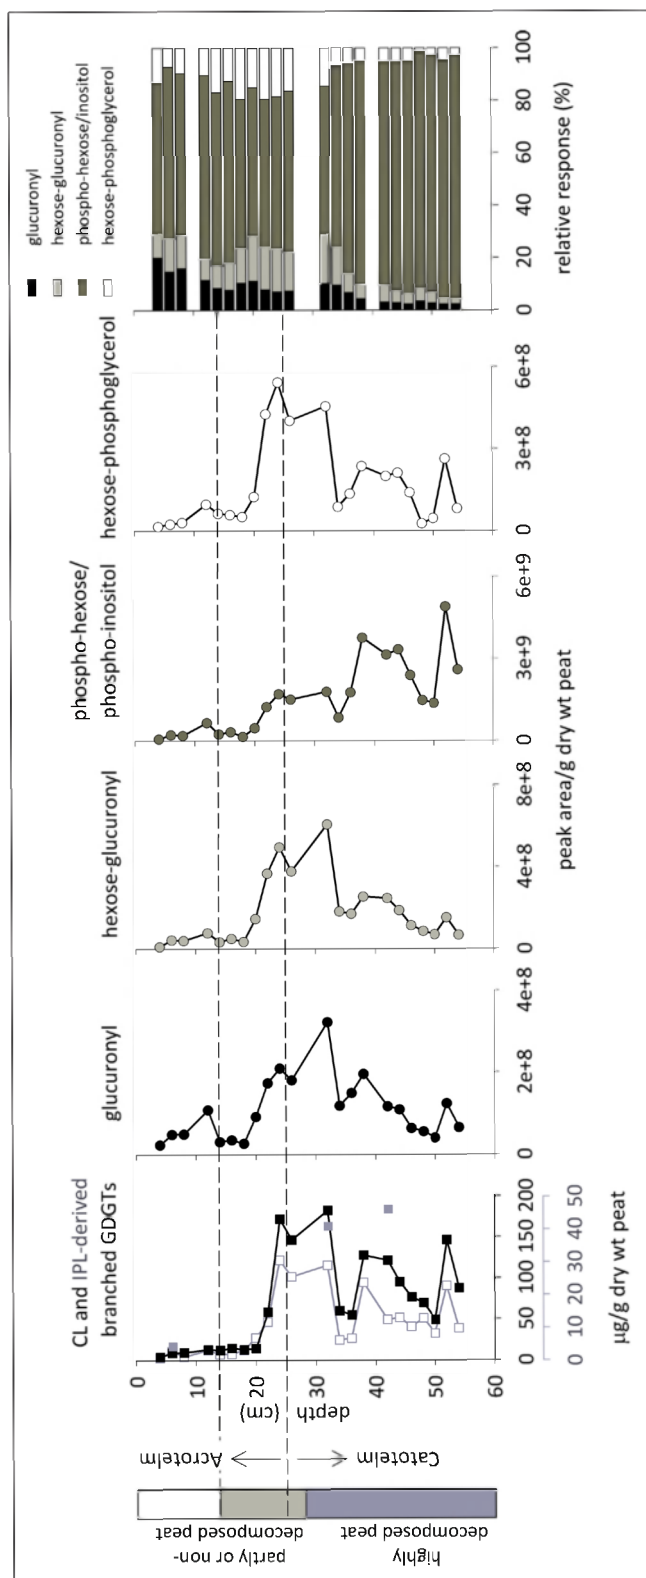 partly or non-
decomposed peat
highly
decomposed peat
Acrotelm
Catotelm
depth
(cm)
0
10
20
30
40
50
60
CL and IPL-derived
branched GDGTs
0
50
100
150
200
0
10
20
30
40
50
µg/g dry wt peat
glucuronyl
0
2e+8
4e+8
hexose-glucuronyl
0
4e+8
8e+8
peak area/g dry wt peat
phospho-hexose/
phospho-inositol
0
3e+9
6e+9
hexose-phosphoglycerol
0
3e+8
6e+8
glucuronyl
hexose-glucuronyl
phospho-hexose/inositol
hexose-phosphoglycerol
0
20
40
60
80
100
relative response (%)